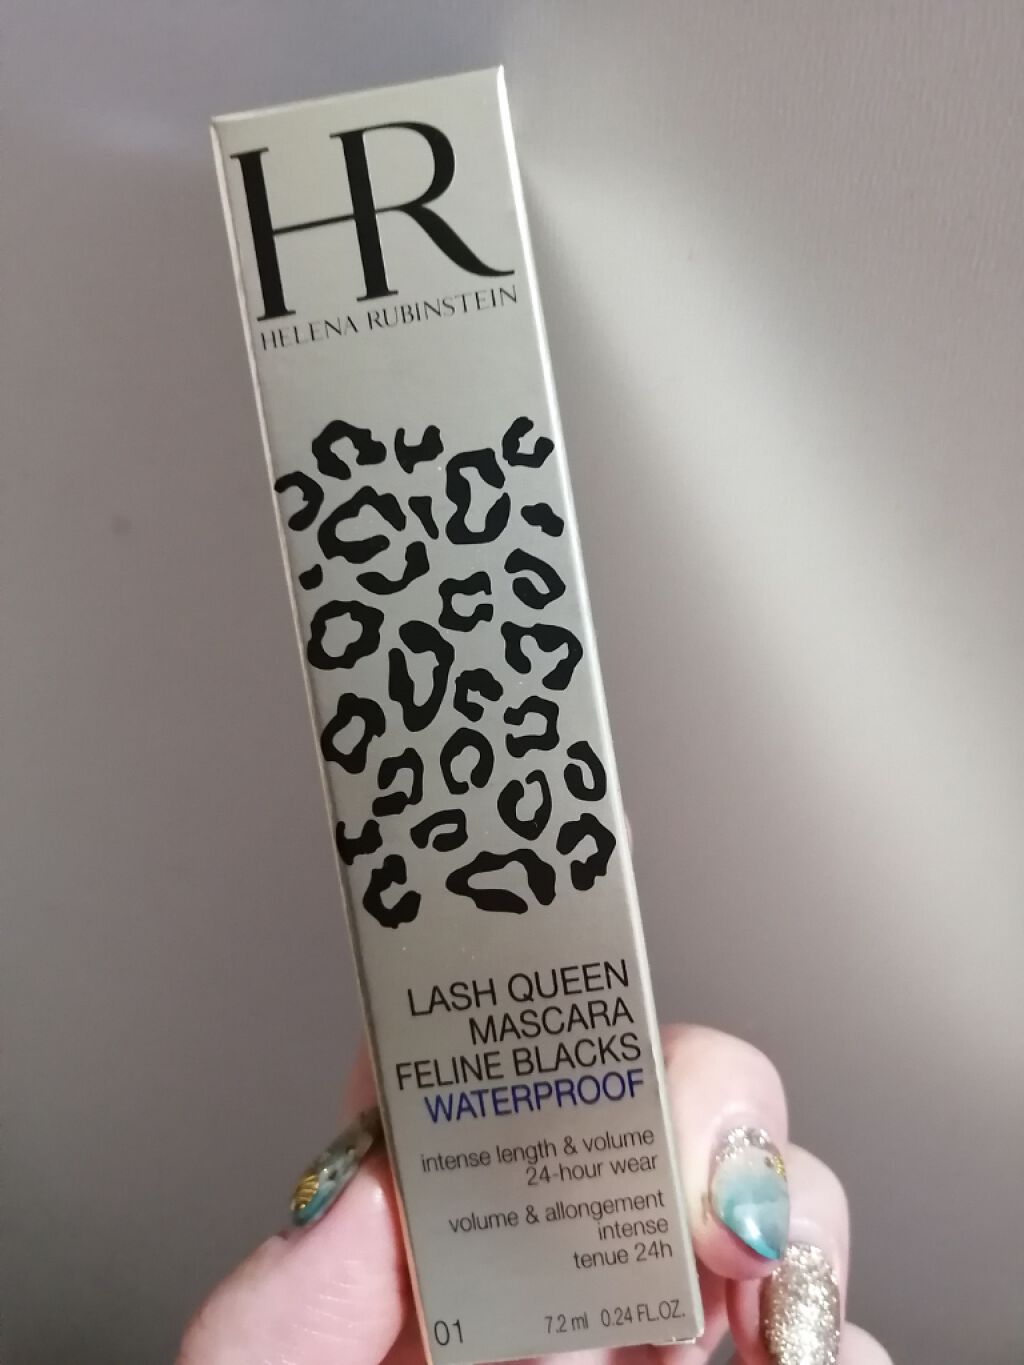 HR
HELENA RUBINSTEIN
LASH QUEEN
MASCARA
FELINE BLACKS
WATERPROOF
intense length & volume
24-hour wear
volume & allongement
intense
tenue 24h
01 7.2 ml 0.24 FL.OZ.